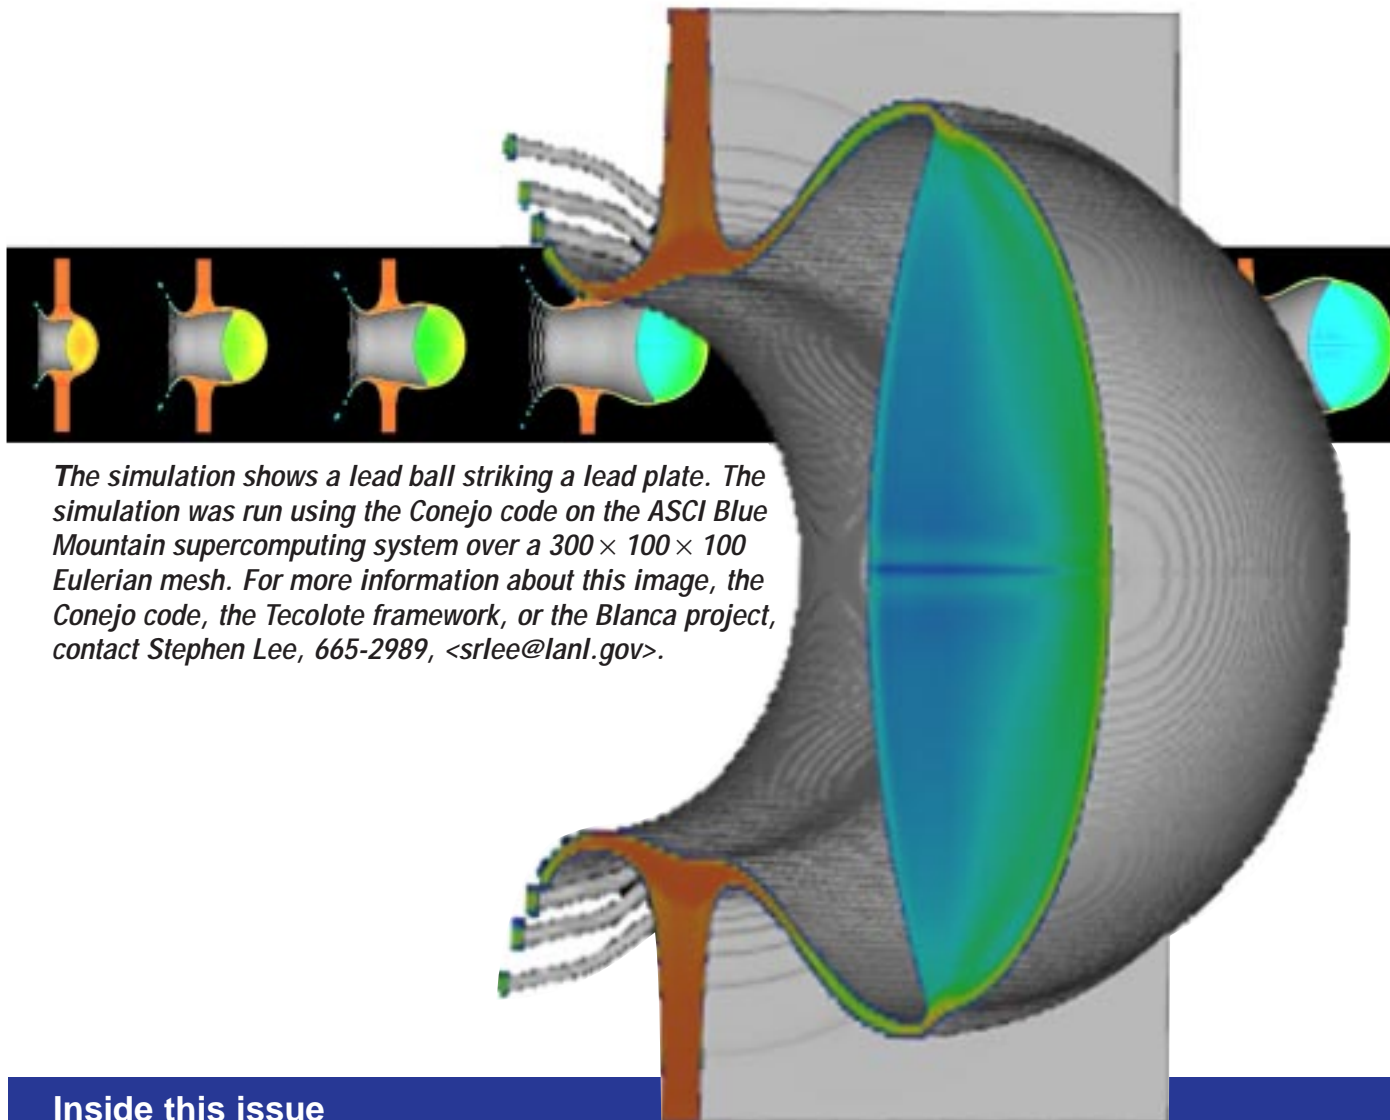 The simulation shows a lead ball striking a lead plate. The
simulation was run using the Conejo code on the ASCI Blue
Mountain supercomputing system over a 300 × 100 × 100
Eulerian mesh. For more information about this image, the
Conejo code, the Tecolote framework, or the Blanca project,
contact Stephen Lee, 665-2989, <srlee@lanl.gov>.
Inside this issue